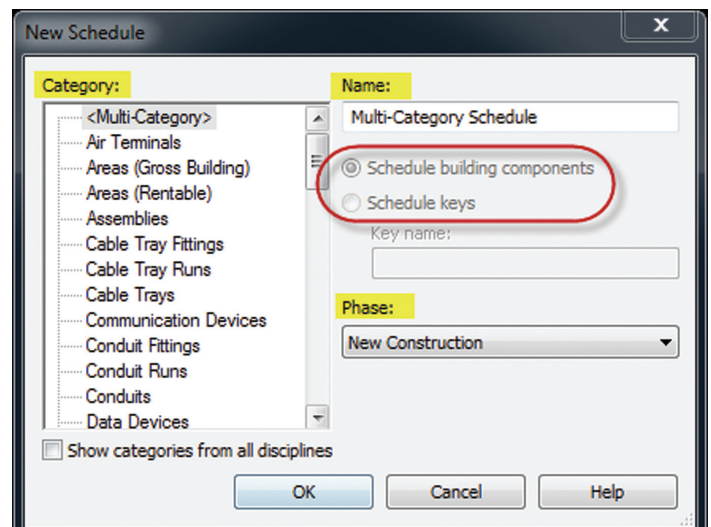 New Schedule
x
Category:
<Multi-Category>
Air Terminals
Areas (Gross Building)
Areas (Rentable)
Assemblies
Cable Tray Fittings
Cable Tray Runs
Cable Trays
Communication Devices
Conduit Fittings
Conduit Runs
Conduits
Data Devices
Show categories from all disciplines
Name:
Multi-Category Schedule
Schedule building components
Schedule keys
Key name:
Phase:
New Construction
OK
Cancel
Help